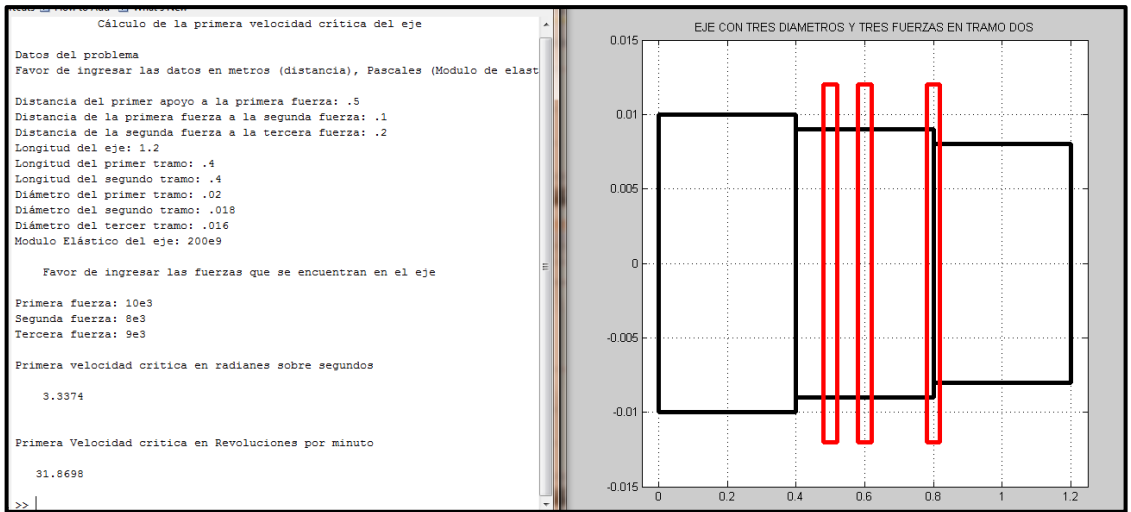 Cálculo de la primera velocidad crítica del eje
Datos del problema
Favor de ingresar las datos en metros (distancia), Pascales (Modulo de elast
Distancia del primer apoyo a la primera fuerza: .5
Distancia de la primera fuerza a la segunda fuerza: .1
Distancia de la segunda fuerza a la tercera fuerza: .2
Longitud del eje: 1.2
Longitud del primer tramo: .4
Longitud del segundo tramo: .4
Diámetro del primer tramo: .02
Diámetro del segundo tramo: .018
Diámetro del tercer tramo: .016
Modulo Elástico del eje: 200e9
Favor de ingresar las fuerzas que se encuentran en el eje
Primera fuerza: 10e3
Segunda fuerza: 8e3
Tercera fuerza: 9e3
Primera velocidad critica en radianes sobre segundos
3.3374
Primera Velocidad critica en Revoluciones por minuto
31.8698
>>
EJE CON TRES DIAMETROS Y TRES FUERZAS EN TRAMO DOS
0.015
0.01
0.005
0
-0.005
-0.01
-0.015
0 0.2 0.4 0.6 0.8 1 1.2